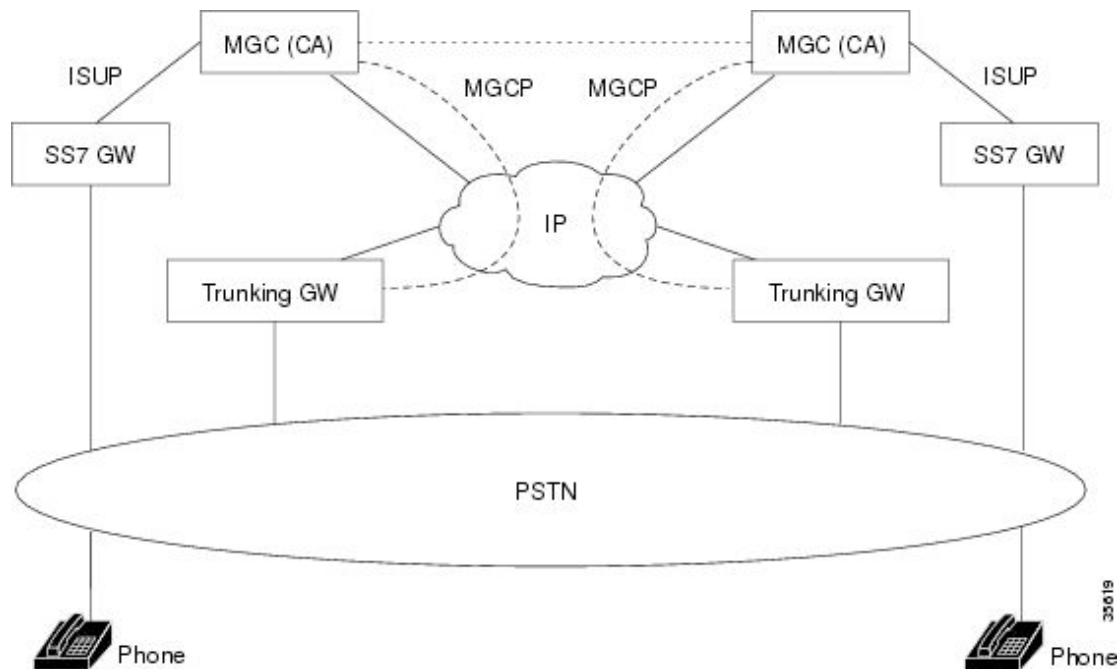 MGC (CA)
MGC (CA)
ISUP
ISUP
MGCP
MGCP
SS7 GW
SS7 GW
IP
Trunking GW
Trunking GW
PSTN
35619
Phone
Phone